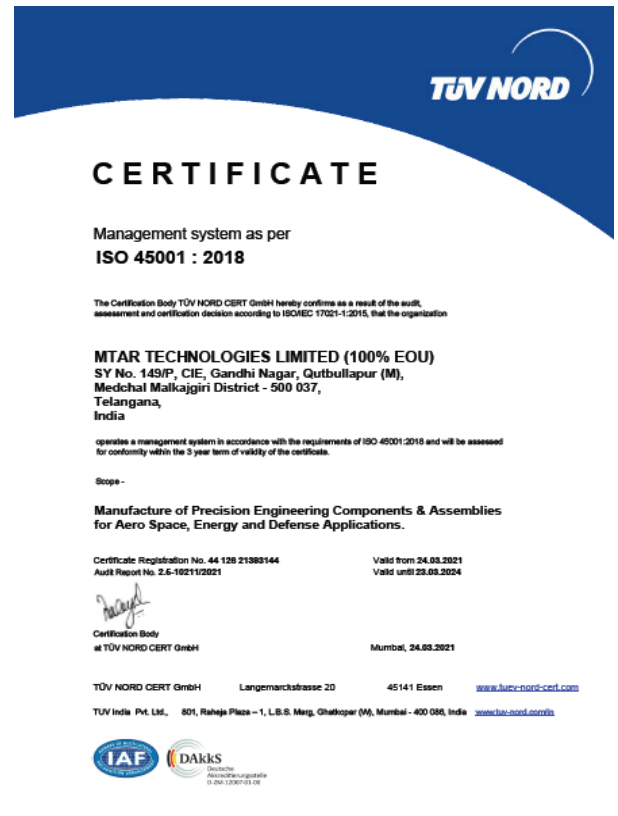 TÜV NORD
CERTIFICATE
Management system as per
ISO 45001 : 2018
The Certification Body TÜV NORD CERT GmbH hereby confirms as a result of the audit,
assessment and certification decision according to ISO/IEC 17021-1:2015, that the organization
MTAR TECHNOLOGIES LIMITED (100% EOU)
SY No. 149/P, CIE, Gandhi Nagar, Qutbullapur (M),
Medchal Malkajgiri District - 500 037,
Telangana,
India
operates a management system in accordance with the requirements of ISO 45001:2018 and will be assessed
for conformity within the 3 year term of validity of the certificate.
Scope -
Manufacture of Precision Engineering Components & Assemblies
for Aero Space, Energy and Defense Applications.
Certificate Registration No. 44 126 21393144 Valid from 24.03.2021
Audit Report No. 2.5-10211/2021 Valid until 23.03.2024
Certification Body
at TÜV NORD CERT GmbH Mumbai, 24.03.2021
TÜV NORD CERT GmbH Langemarckstrasse 20 45141 Essen www.tuev-nord-cert.com
TUV India Pvt. Ltd., 801, Raheja Plaza – 1, L.B.S. Marg, Ghatkopar (W), Mumbai - 400 086, India www.tuv-nord.com/in
IAF
DAkkS
Deutsche
Akkreditierungsstelle
D-ZM-12007-01-00